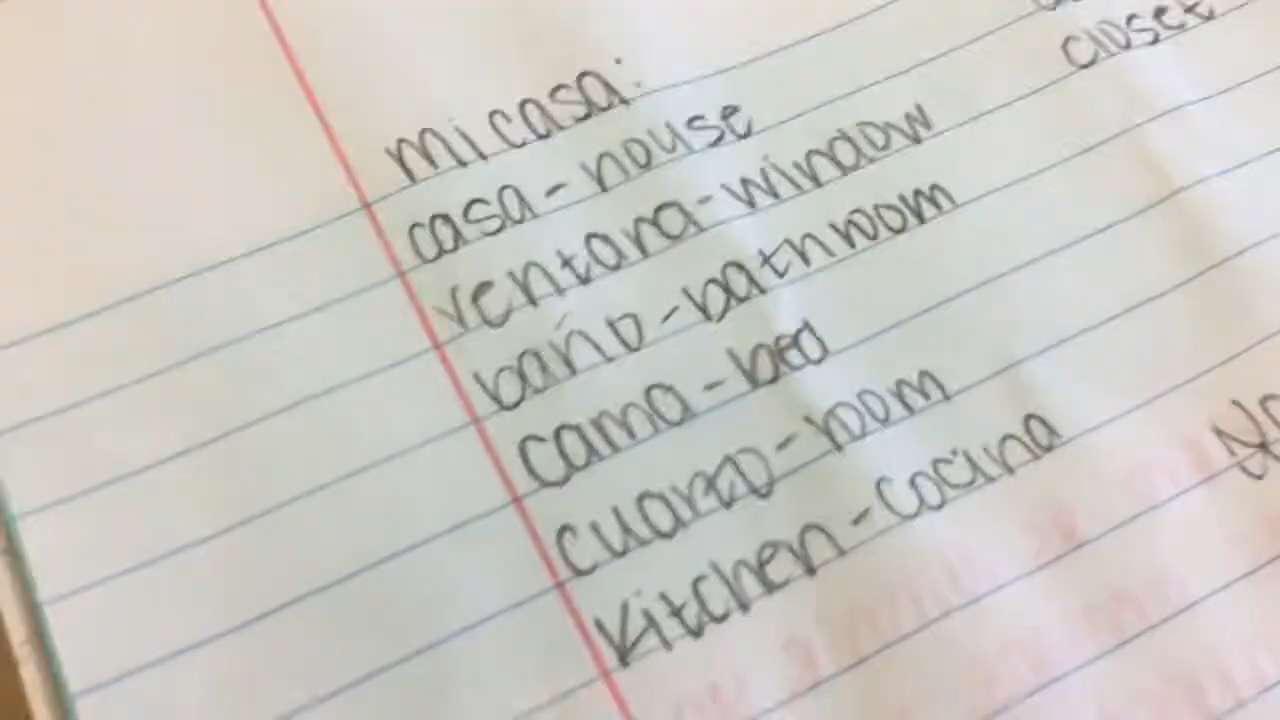 mi casa:
casa - house
ventana - window
baño - bathroom
cama - bed
cuarto - room
kitchen - cocina
closet